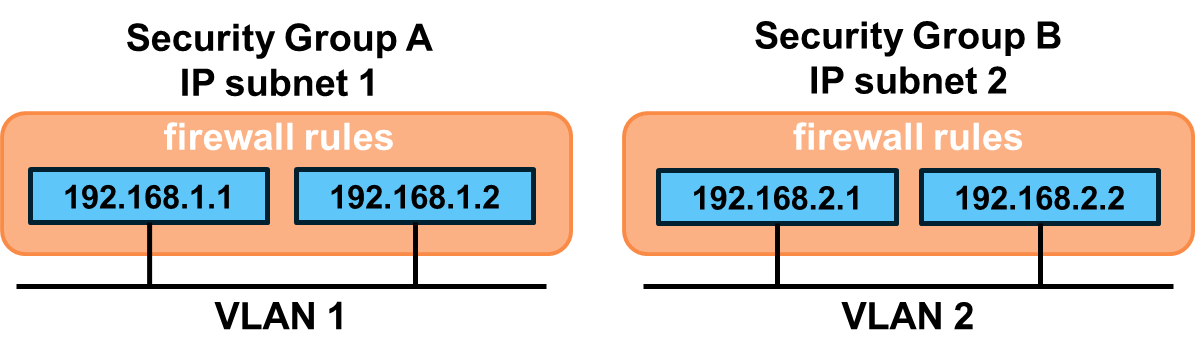 Security Group A
IP subnet 1
firewall rules
192.168.1.1
192.168.1.2
VLAN 1
Security Group B
IP subnet 2
firewall rules
192.168.2.1
192.168.2.2
VLAN 2